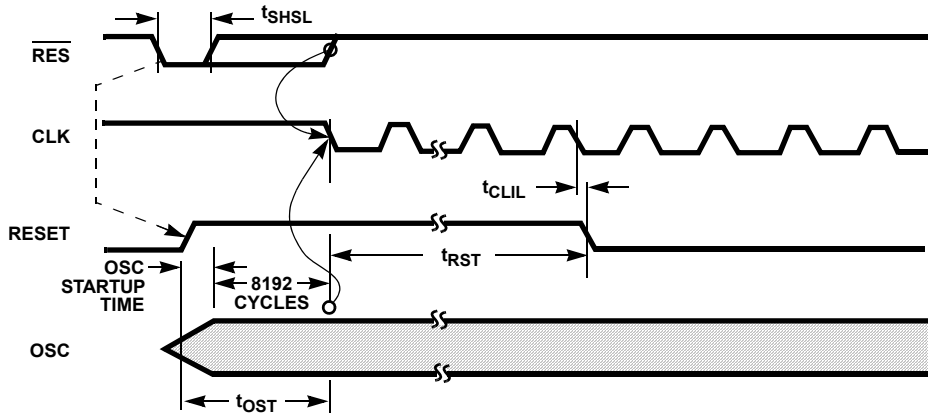 tSHSL
RES
CLK
tCLIL
RESET
tRST
OSC
STARTUP
TIME
8192
CYCLES
OSC
tOST